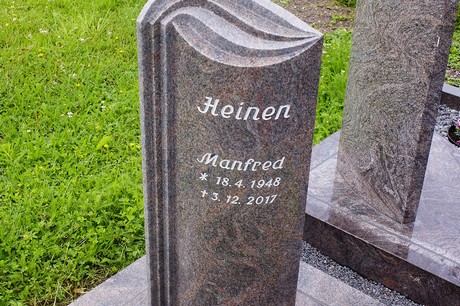 Heinen
Manfred
* 18.4.1948
† 3.12.2017